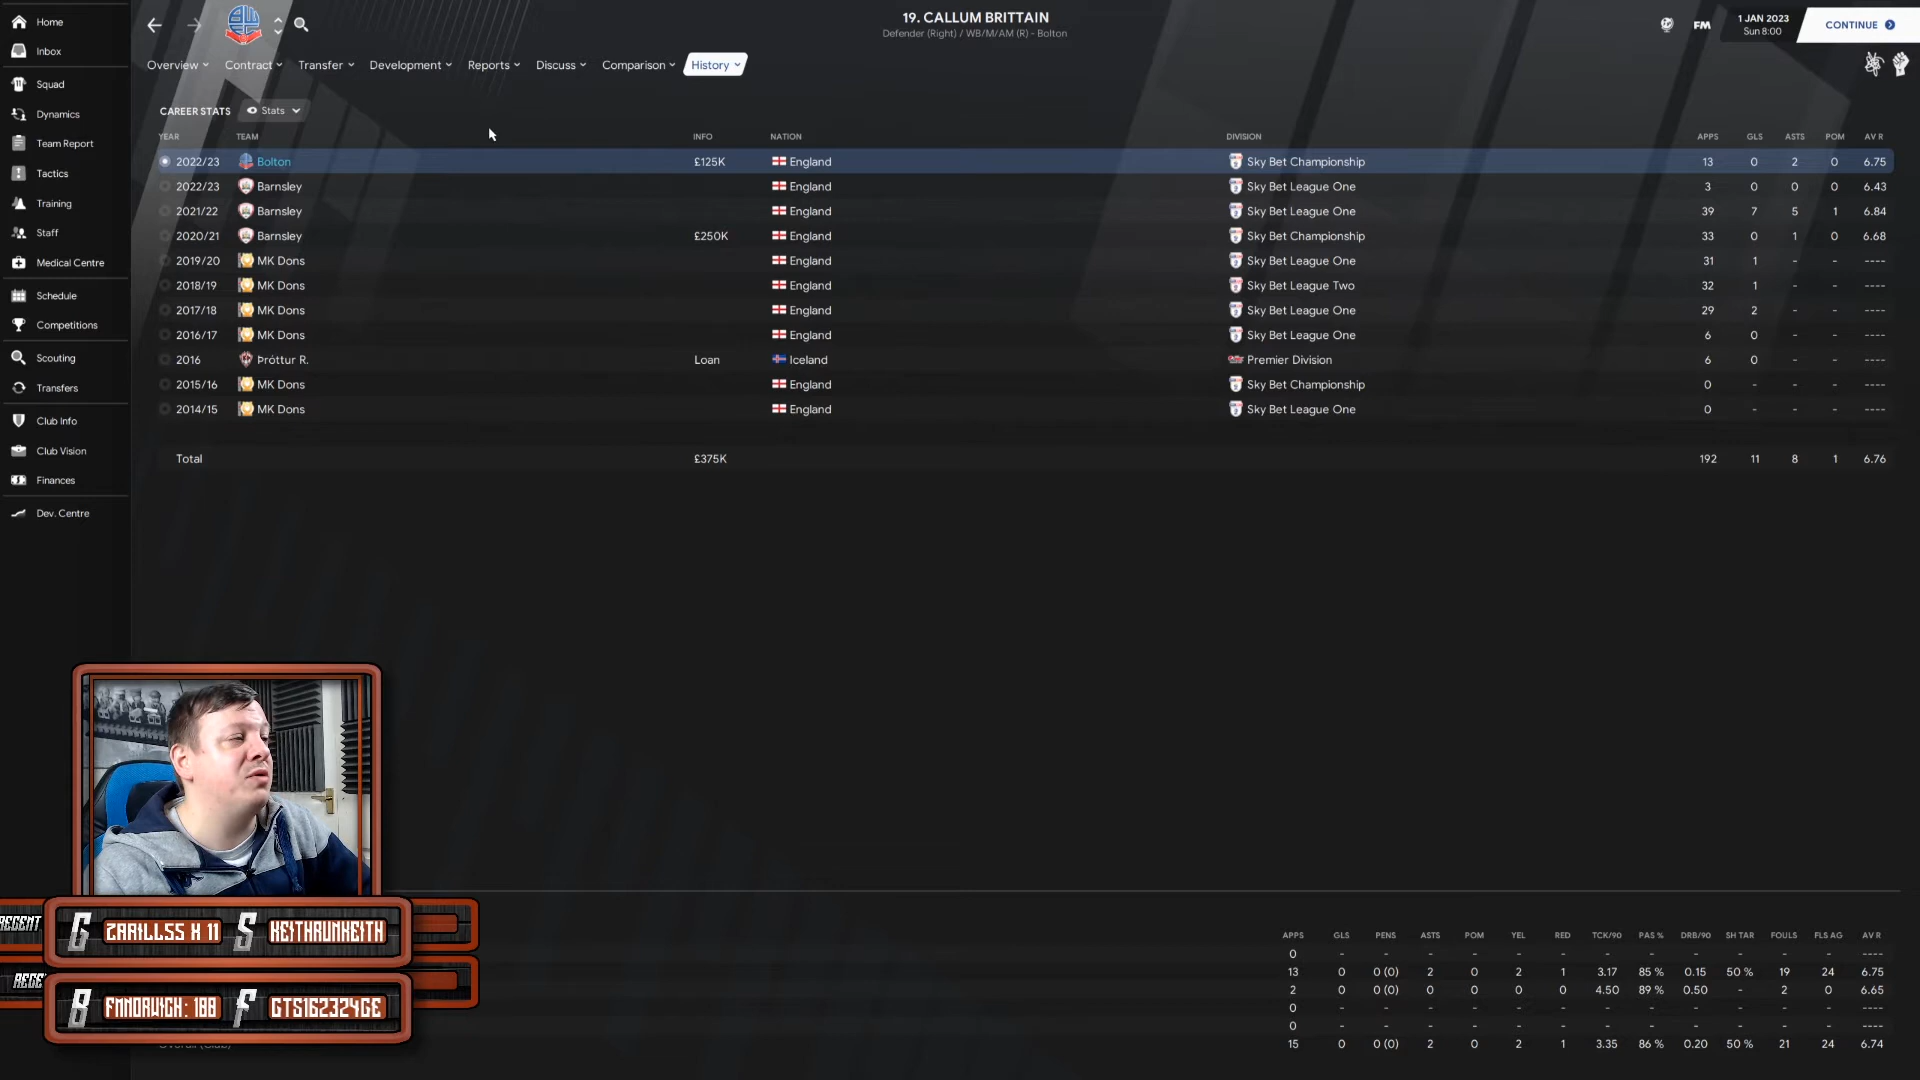 Home
Inbox
Squad
Dynamics
Team Report
Tactics
Training
Staff
Medical Centre
Schedule
Competitions
Scouting
Transfers
Club Info
Club Vision
Finances
Dev. Centre
19. CALLUM BRITTAIN
Defender (Right) / WB/M/AM (R) - Bolton
FM
1 JAN 2023
Sun 8:00
CONTINUE
Overview Contract Transfer Development Reports Discuss Comparison History
CAREER STATS Stats
YEAR TEAM INFO NATION DIVISION APPS GLS ASTS POM AV R
2022/23 Bolton £125K England Sky Bet Championship 13 0 2 0 6.75
2022/23 Barnsley England Sky Bet League One 3 0 0 0 6.43
2021/22 Barnsley England Sky Bet League One 39 7 5 1 6.84
2020/21 Barnsley £250K England Sky Bet Championship 33 0 1 0 6.68
2019/20 MK Dons England Sky Bet League One 31 1 - - ----
2018/19 MK Dons England Sky Bet League Two 32 1 - - ----
2017/18 MK Dons England Sky Bet League One 29 2 - - ----
2016/17 MK Dons England Sky Bet League One 6 0 - - ----
2016 Þróttur R. Loan Iceland Premier Division 6 0 - - ----
2015/16 MK Dons England Sky Bet Championship 0 - - - ----
2014/15 MK Dons England Sky Bet League One 0 - - - ----
Total £375K 192 11 8 1 6.76
RECENT G ZARILLSS X 11 S KEITHRUNKEITH
B FMNORWICH: 188 F GTS162324GE
APPS GLS PENS ASTS POM YEL RED TCK/90 PAS % DRB/90 SH TAR FOULS FLS AG AV R
0 - - - - - - - - - - - - ----
13 0 0 (0) 2 0 2 1 3.17 85 % 0.15 50 % 19 24 6.75
2 0 0 (0) 0 0 0 0 4.50 89 % 0.50 - 2 0 6.65
0 - - - - - - - - - - - - ----
0 - - - - - - - - - - - - ----
15 0 0 (0) 2 0 2 1 3.35 86 % 0.20 50 % 21 24 6.74